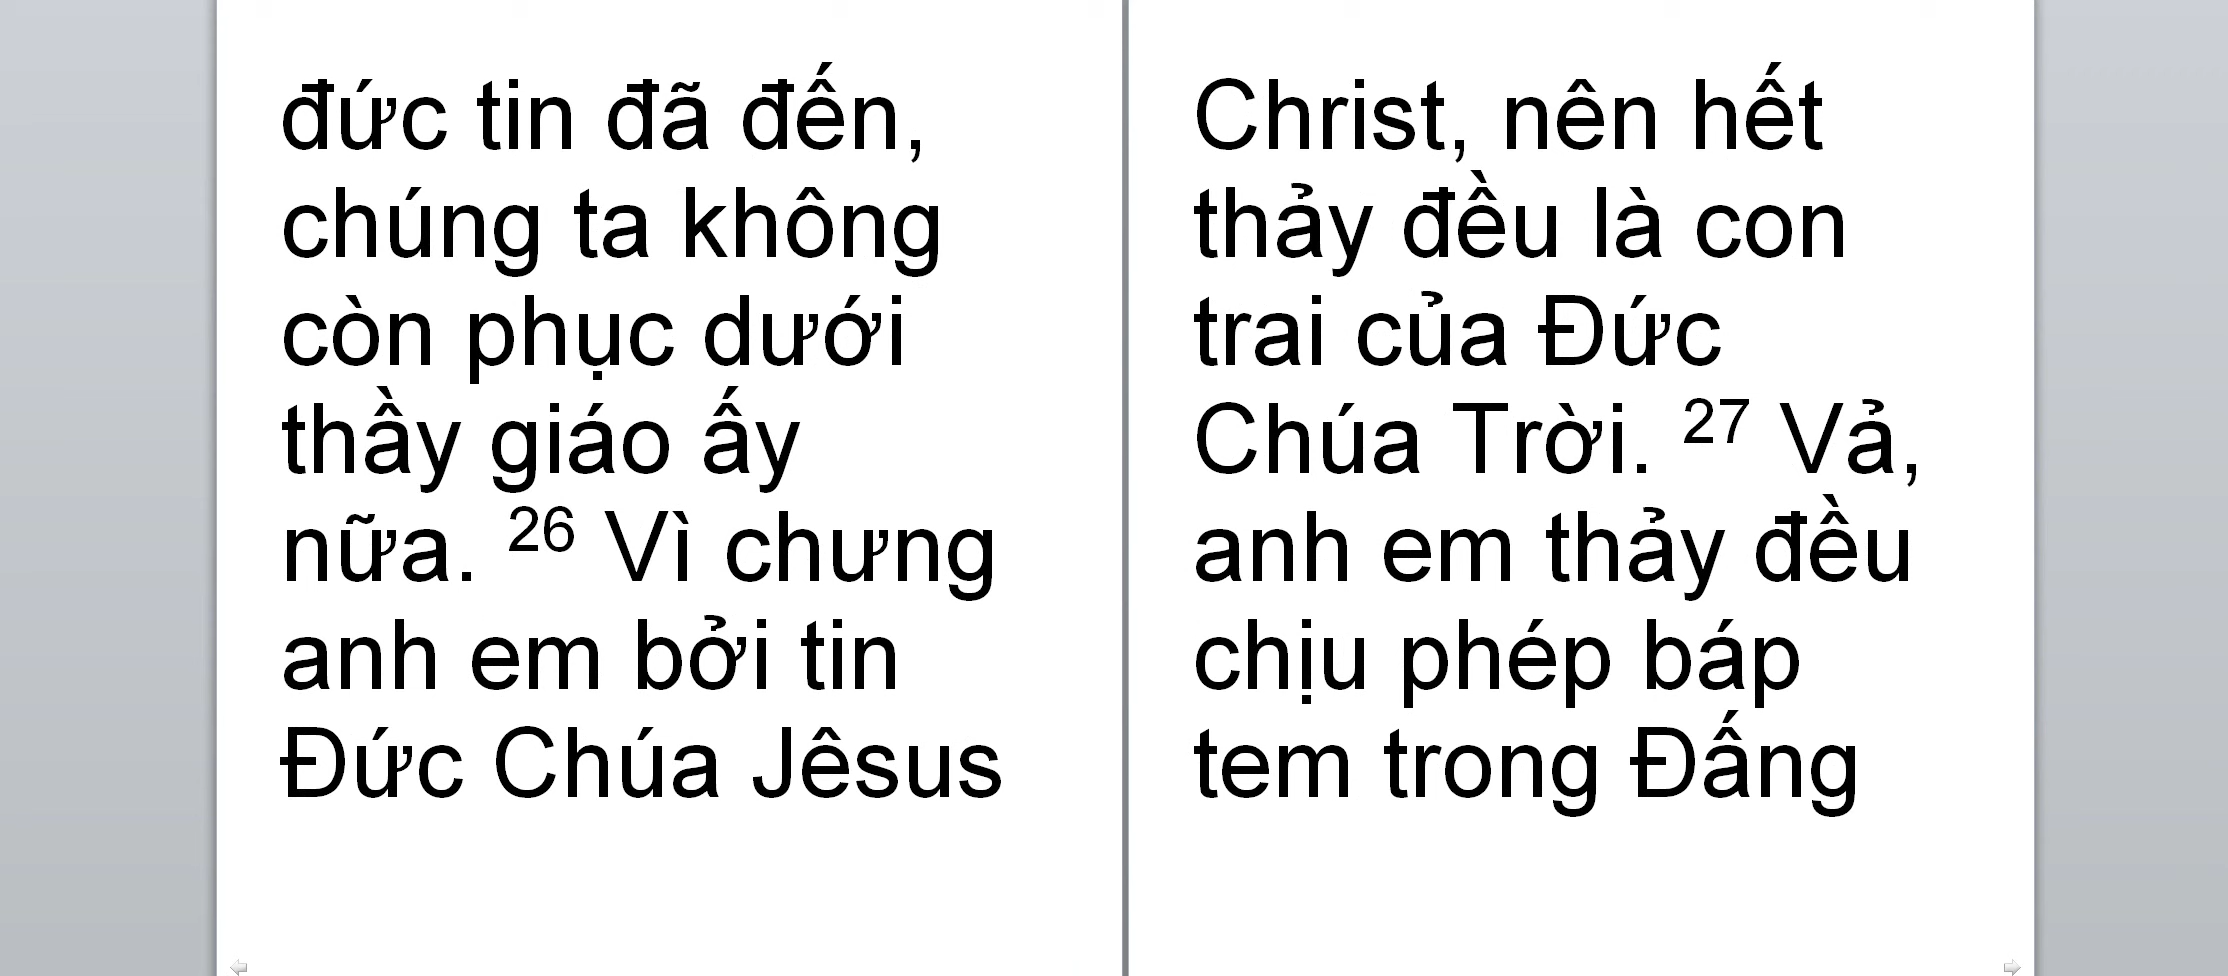 đức tin đã đến,
chúng ta không
còn phục dưới
thầy giáo ấy
nữa. 26 Vì chưng
anh em bởi tin
Đức Chúa Jêsus
Christ, nên hết
thảy đều là con
trai của Đức
Chúa Trời. 27 Vả,
anh em thảy đều
chịu phép báp
tem trong Đấng